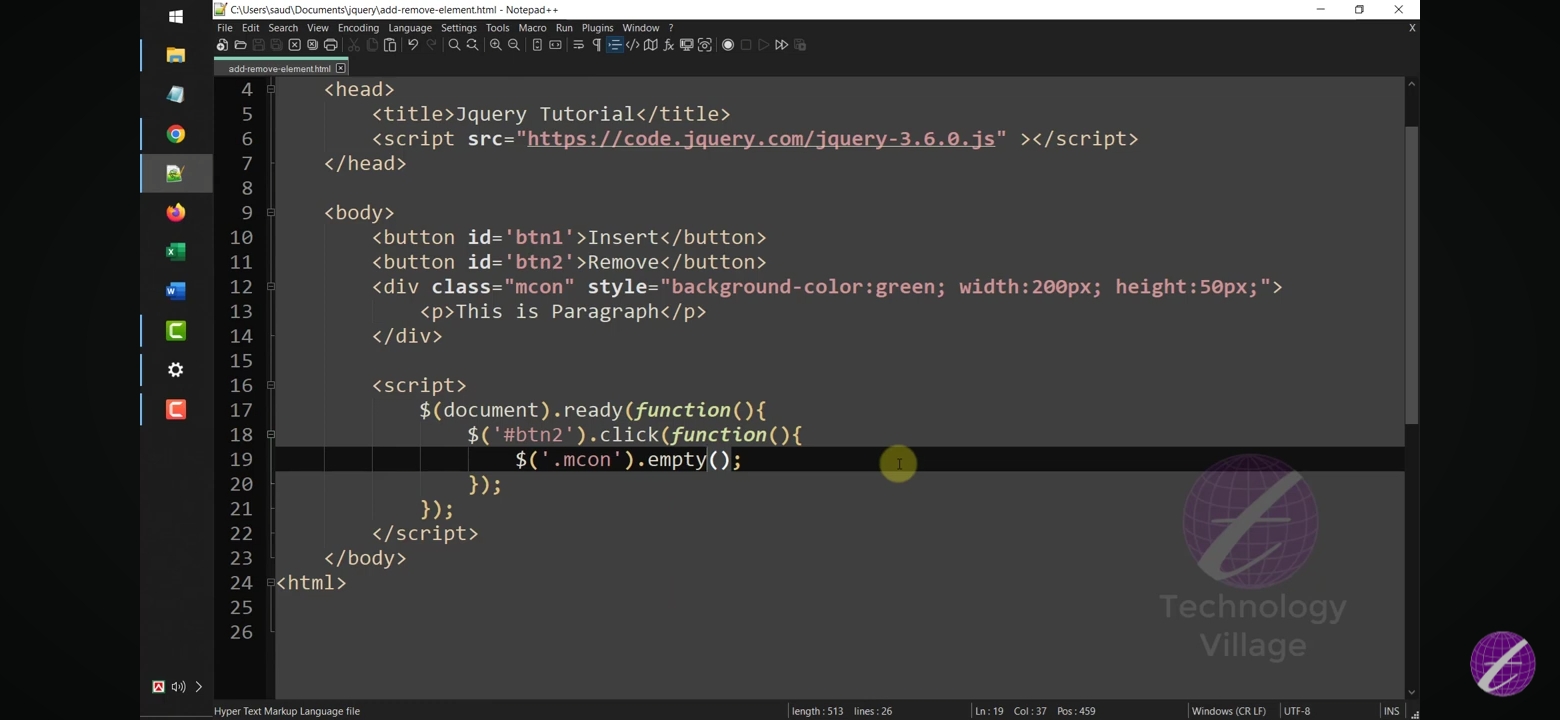 C:\Users\saud\Documents\jquery\add-remove-element.html - Notepad++
File Edit Search View Encoding Language Settings Tools Macro Run Plugins Window ? X
add-remove-element.html
4 <head>
5 <title>Jquery Tutorial</title>
6 <script src="https://code.jquery.com/jquery-3.6.0.js" ></script>
7 </head>
8
9 <body>
10 <button id='btn1'>Insert</button>
11 <button id='btn2'>Remove</button>
12 <div class="mcon" style="background-color:green; width:200px; height:50px;">
13 <p>This is Paragraph</p>
14 </div>
15
16 <script>
17 $(document).ready(function(){
18 $('#btn2').click(function(){
19 $('.mcon').empty();
20 });
21 });
22 </script>
23 </body>
24 <html>
25
26
Technology
Village
Hyper Text Markup Language file length : 513 lines : 26 Ln : 19 Col : 37 Pos : 459 Windows (CR LF) UTF-8 INS